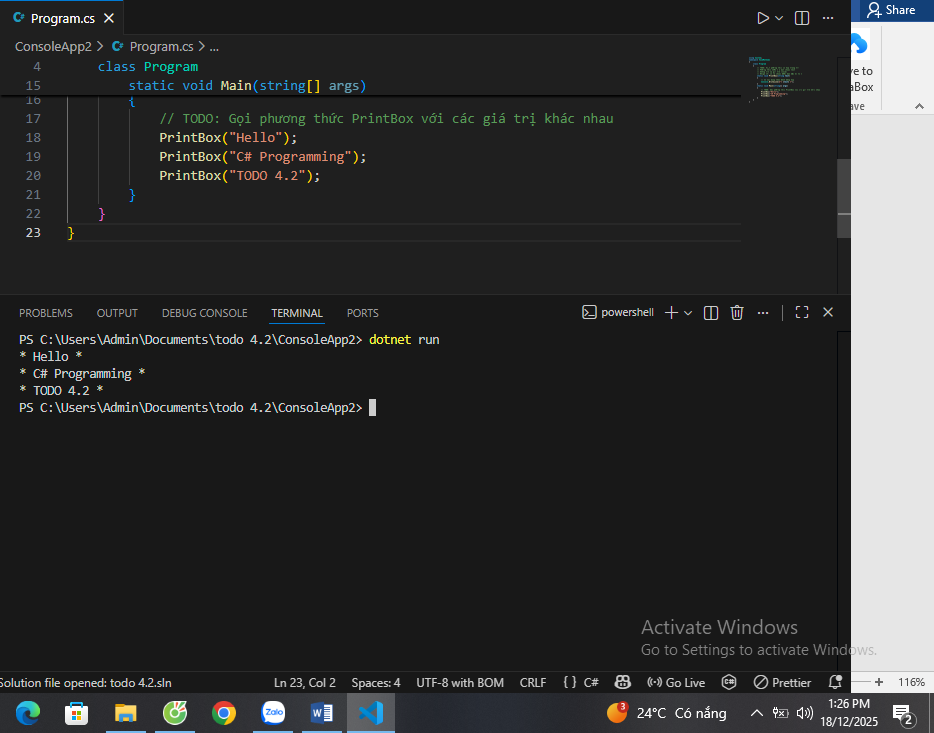 Program.cs
Share
ConsoleApp2 > Program.cs > ...
ve to
aBox
ave
4 class Program
15 static void Main(string[] args)
16 {
17 // TODO: Gọi phương thức PrintBox với các giá trị khác nhau
18 PrintBox("Hello");
19 PrintBox("C# Programming");
20 PrintBox("TODO 4.2");
21 }
22 }
23 }
PROBLEMS OUTPUT DEBUG CONSOLE TERMINAL PORTS powershell
PS C:\Users\Admin\Documents\todo 4.2\ConsoleApp2> dotnet run
* Hello *
* C# Programming *
* TODO 4.2 *
PS C:\Users\Admin\Documents\todo 4.2\ConsoleApp2>
Activate Windows
Go to Settings to activate Windows.
Solution file opened: todo 4.2.sln Ln 23, Col 2 Spaces: 4 UTF-8 with BOM CRLF { } C# Go Live Prettier 116%
Zalo 3 24°C Có nắng 1:26 PM
18/12/2025 2